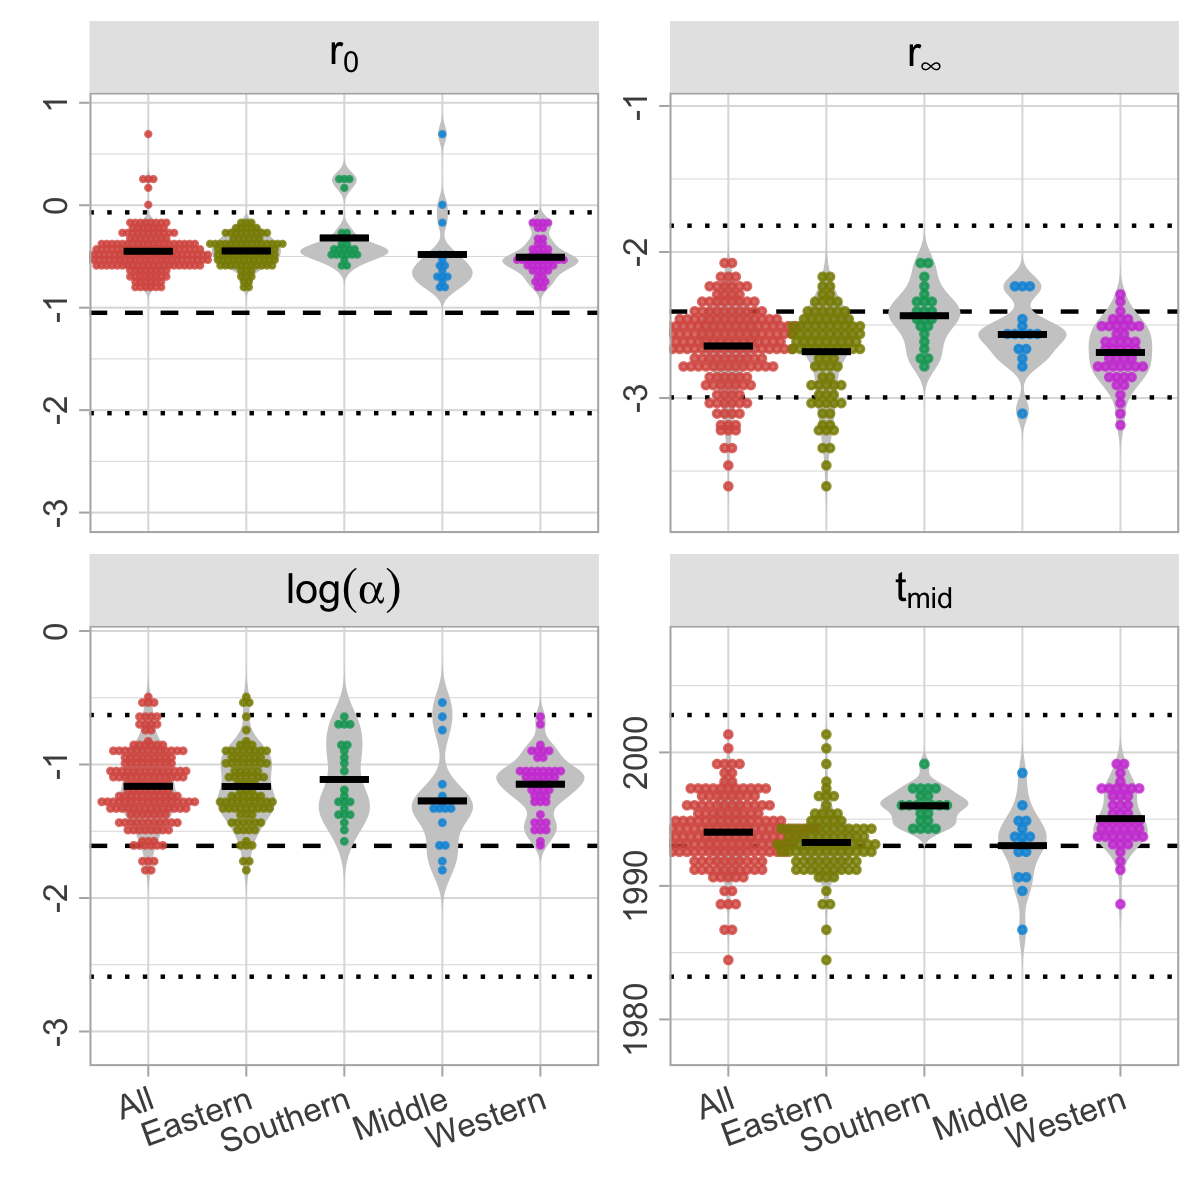 r₀
1
0
-1
-2
-3
r∞
-1
-2
-3
log(α)
0
-1
-2
-3
All
Eastern
Southern
Middle
Western
t_mid
2000
1990
1980
All
Eastern
Southern
Middle
Western